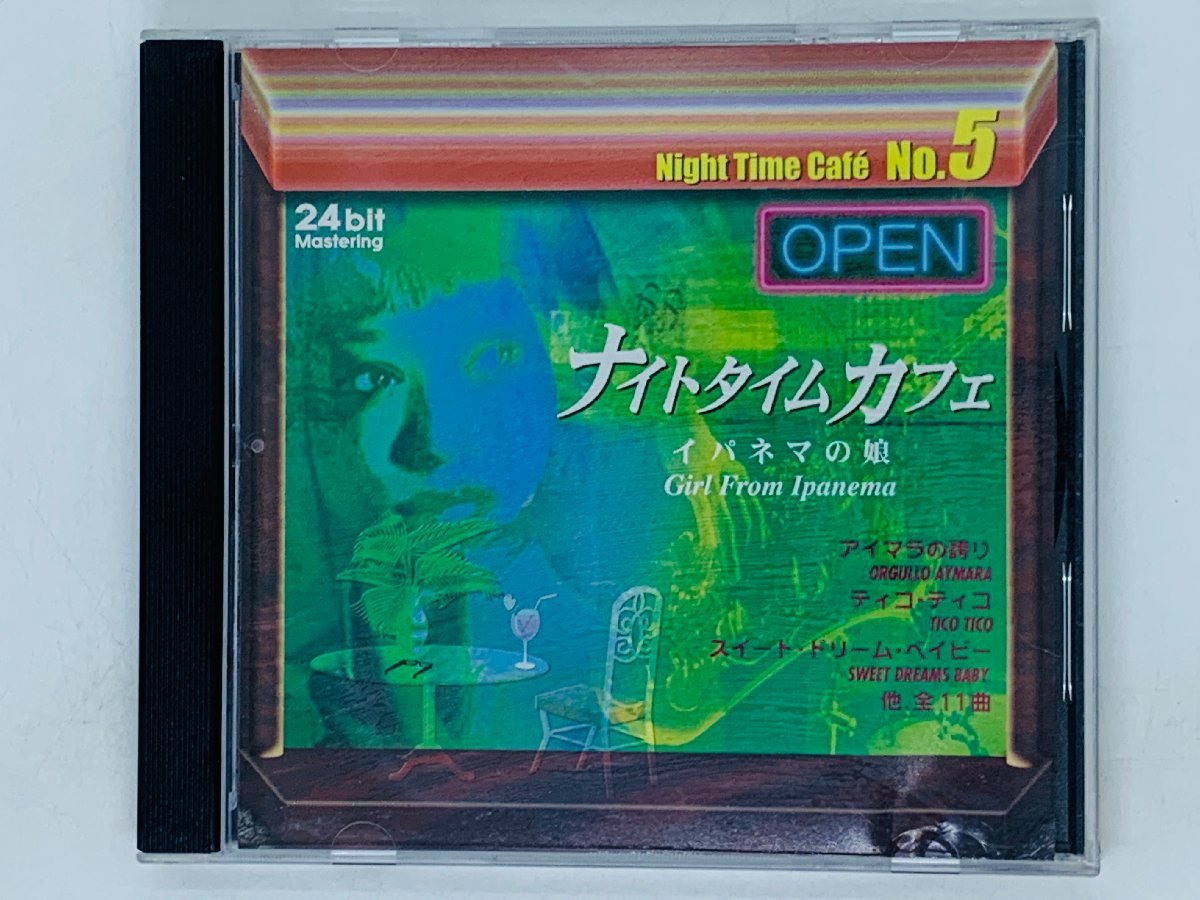 Night Time Café No.5
24bit
Mastering
OPEN
ナイトタイムカフェ
イパネマの娘
Girl From Ipanema
アイマラの誇り
ORGULLO AYMARA
ティコ・ティコ
TICO TICO
スイート・ドリーム・ベイビー
SWEET DREAMS BABY
他 全11曲